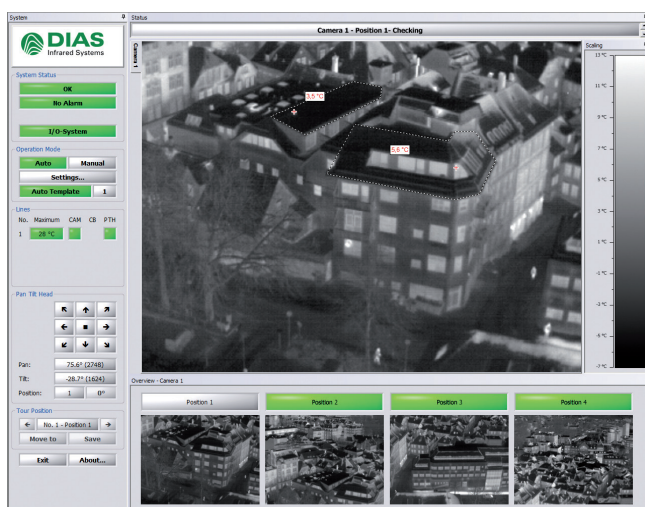 System
DIAS
Infrared Systems
System Status
OK
No Alarm
I/O-System
Operation Mode
Auto Manual
Settings...
Auto Template 1
Lines
No. Maximum CAM CB PTH
1 28 °C
Pan Tilt Head
Pan: 75.6° (2748)
Tilt: -28.7° (1624)
Position: 1 0°
Tour Position
No. 1 - Position 1
Move to Save
Exit About...
Status
Camera 1 - Position 1- Checking
Camera 1
3,5 °C
5,6 °C
Scaling
13 °C
11 °C
9 °C
7 °C
5 °C
3 °C
1 °C
-1 °C
-3 °C
-5 °C
-7 °C
Overview - Camera 1
Position 1
Position 2
Position 3
Position 4